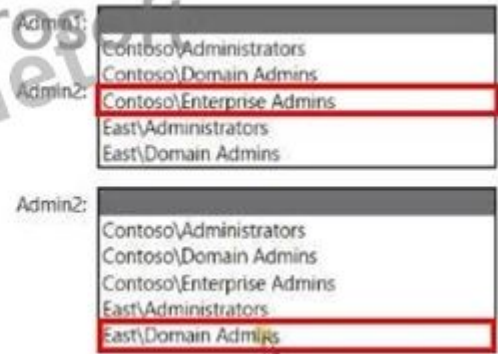 Admin1:
Contoso\Administrators
Contoso\Domain Admins
Admin2:
Contoso\Enterprise Admins
East\Administrators
East\Domain Admins
Admin2:
Contoso\Administrators
Contoso\Domain Admins
Contoso\Enterprise Admins
East\Administrators
East\Domain Admins